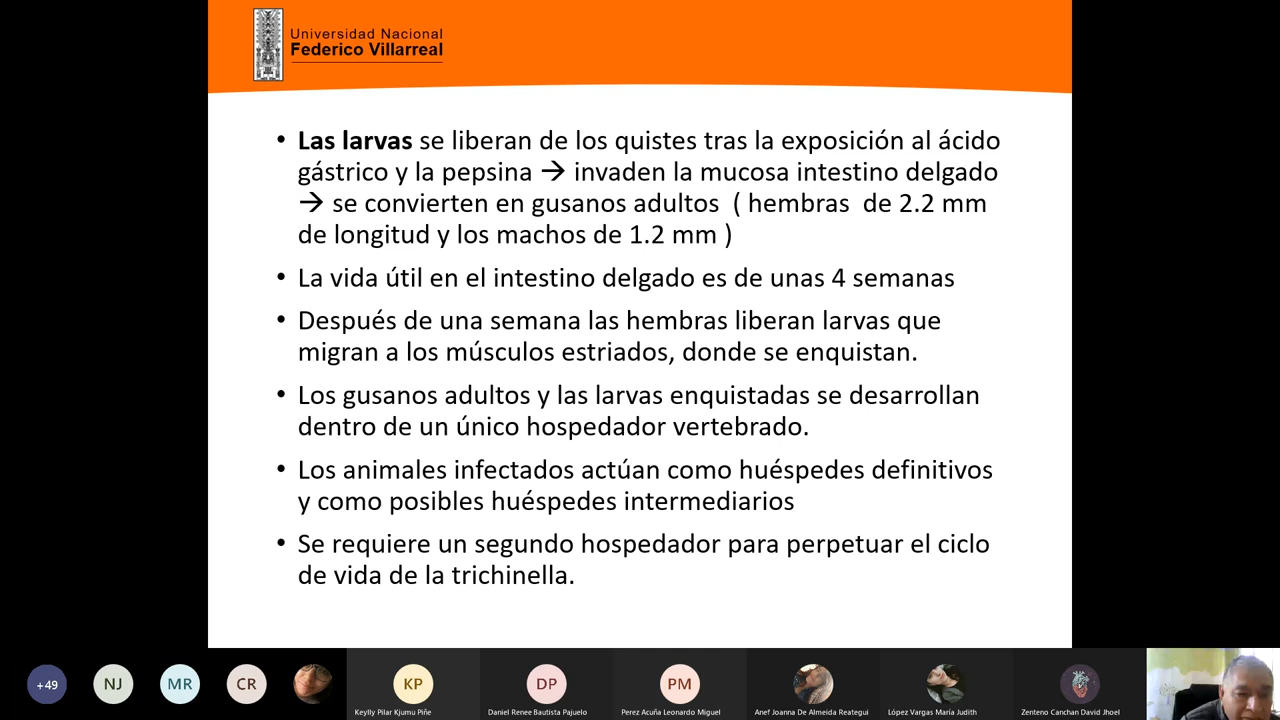 Universidad Nacional
Federico Villarreal
• Las larvas se liberan de los quistes tras la exposición al ácido
gástrico y la pepsina → invaden la mucosa intestino delgado
→ se convierten en gusanos adultos ( hembras de 2.2 mm
de longitud y los machos de 1.2 mm )
• La vida útil en el intestino delgado es de unas 4 semanas
• Después de una semana las hembras liberan larvas que
migran a los músculos estriados, donde se enquistan.
• Los gusanos adultos y las larvas enquistadas se desarrollan
dentro de un único hospedador vertebrado.
• Los animales infectados actúan como huéspedes definitivos
y como posibles huéspedes intermediarios
• Se requiere un segundo hospedador para perpetuar el ciclo
de vida de la trichinella.
+49 NJ MR CR KP DP PM
Keylly Pilar Kjumu Piñe Daniel Renee Bautista Pajuelo Perez Acuña Leonardo Miguel Anef Joanna De Almeida Reategui López Vargas María Judith Zenteno Canchan David Jhoel